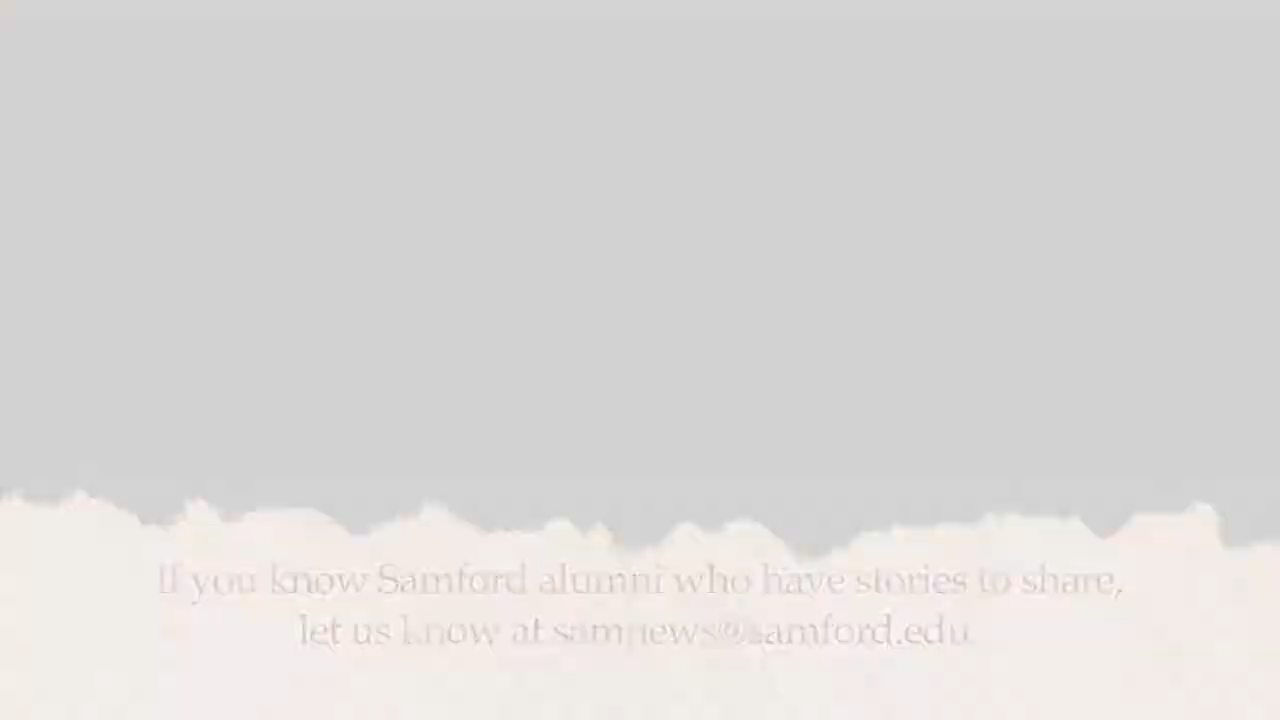 If you know Samford alumni who have stories to share,
let us know at samnews@samford.edu.